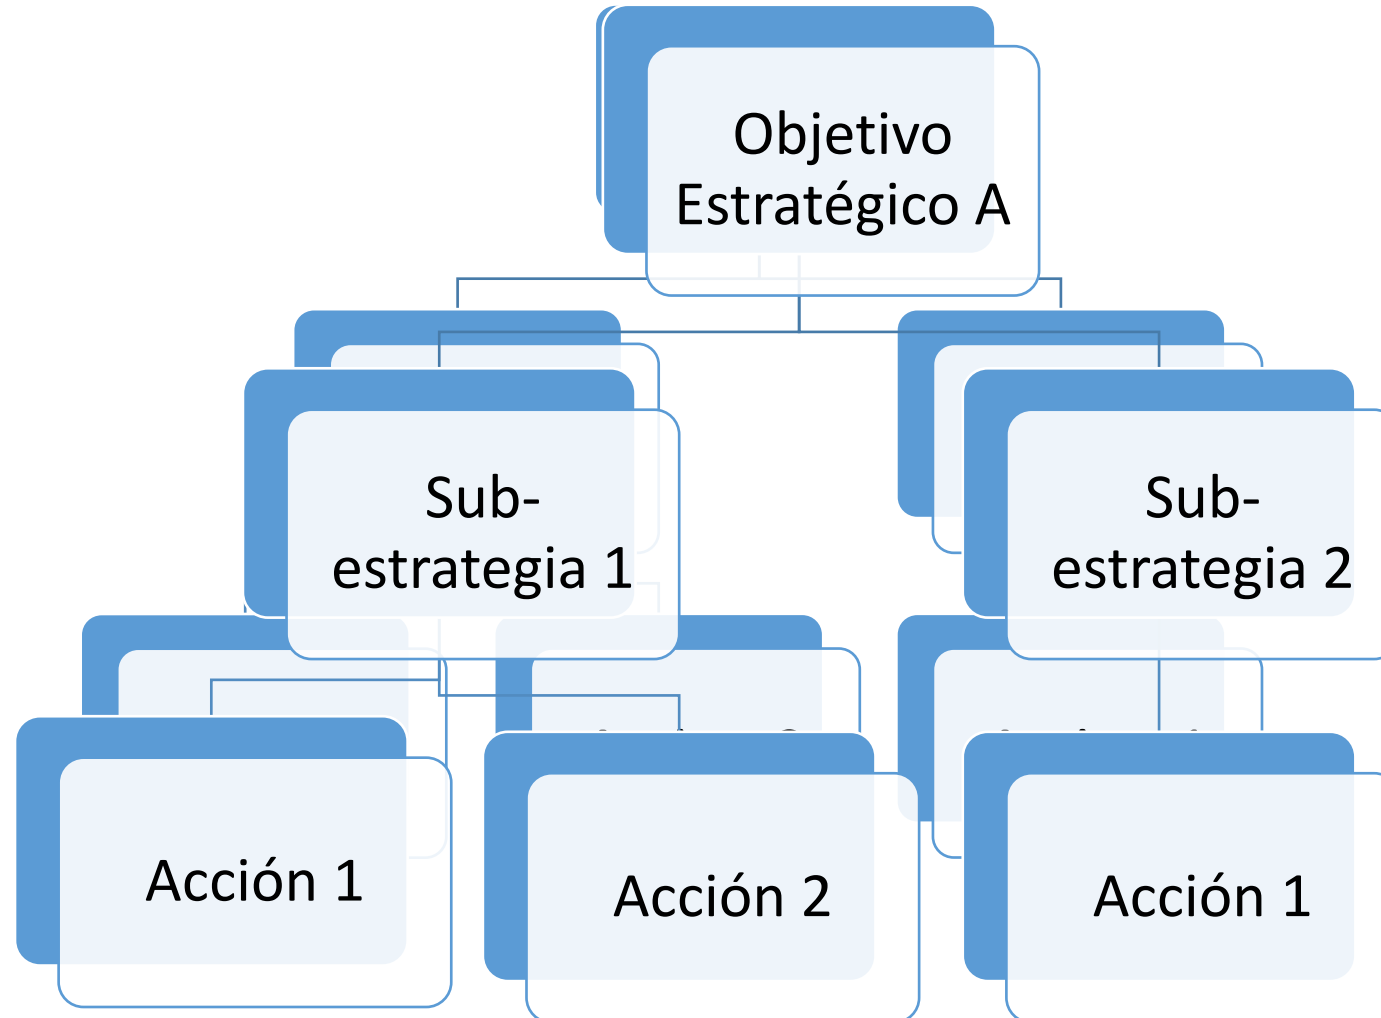 Objetivo
Estratégico A
Sub-
estrategia 1
Sub-
estrategia 2
Acción 1
Acción 2
Acción 1